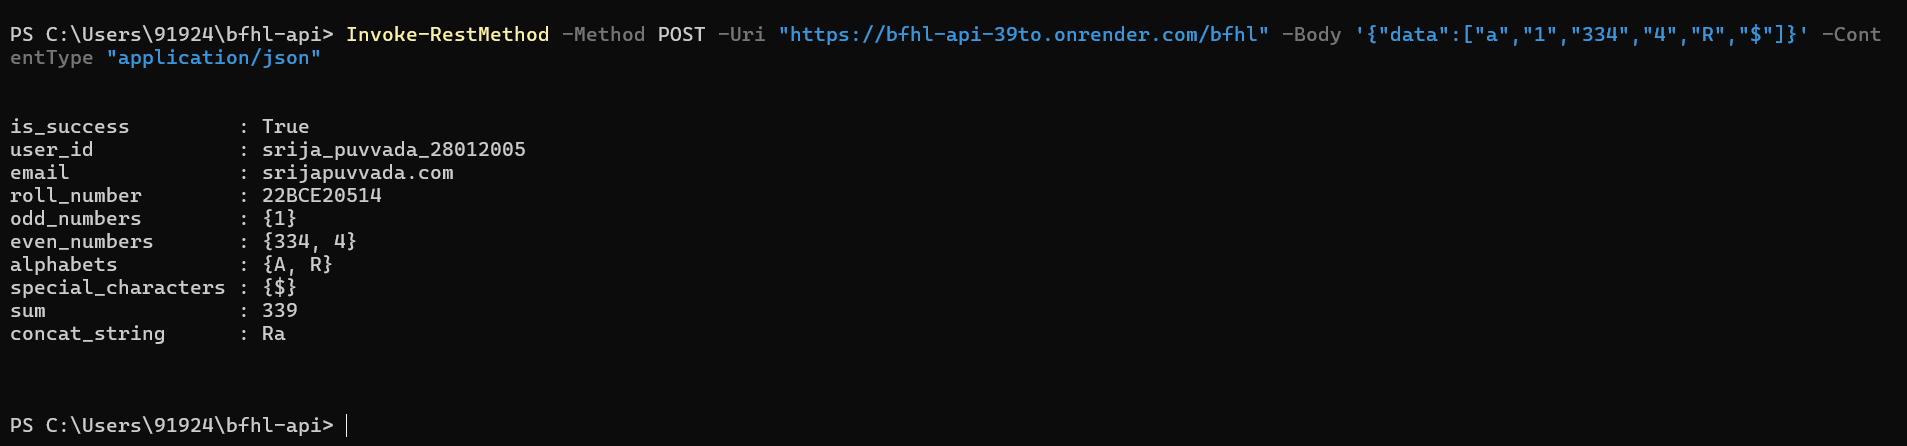 PS C:\Users\91924\bfhl-api> Invoke-RestMethod -Method POST -Uri "https://bfhl-api-39to.onrender.com/bfhl" -Body '{"data":["a","1","334","4","R","$"]}' -Cont
entType "application/json"
is_success : True
user_id : srija_puvvada_28012005
email : srijapuvvada.com
roll_number : 22BCE20514
odd_numbers : {1}
even_numbers : {334, 4}
alphabets : {A, R}
special_characters : {$}
sum : 339
concat_string : Ra
PS C:\Users\91924\bfhl-api>